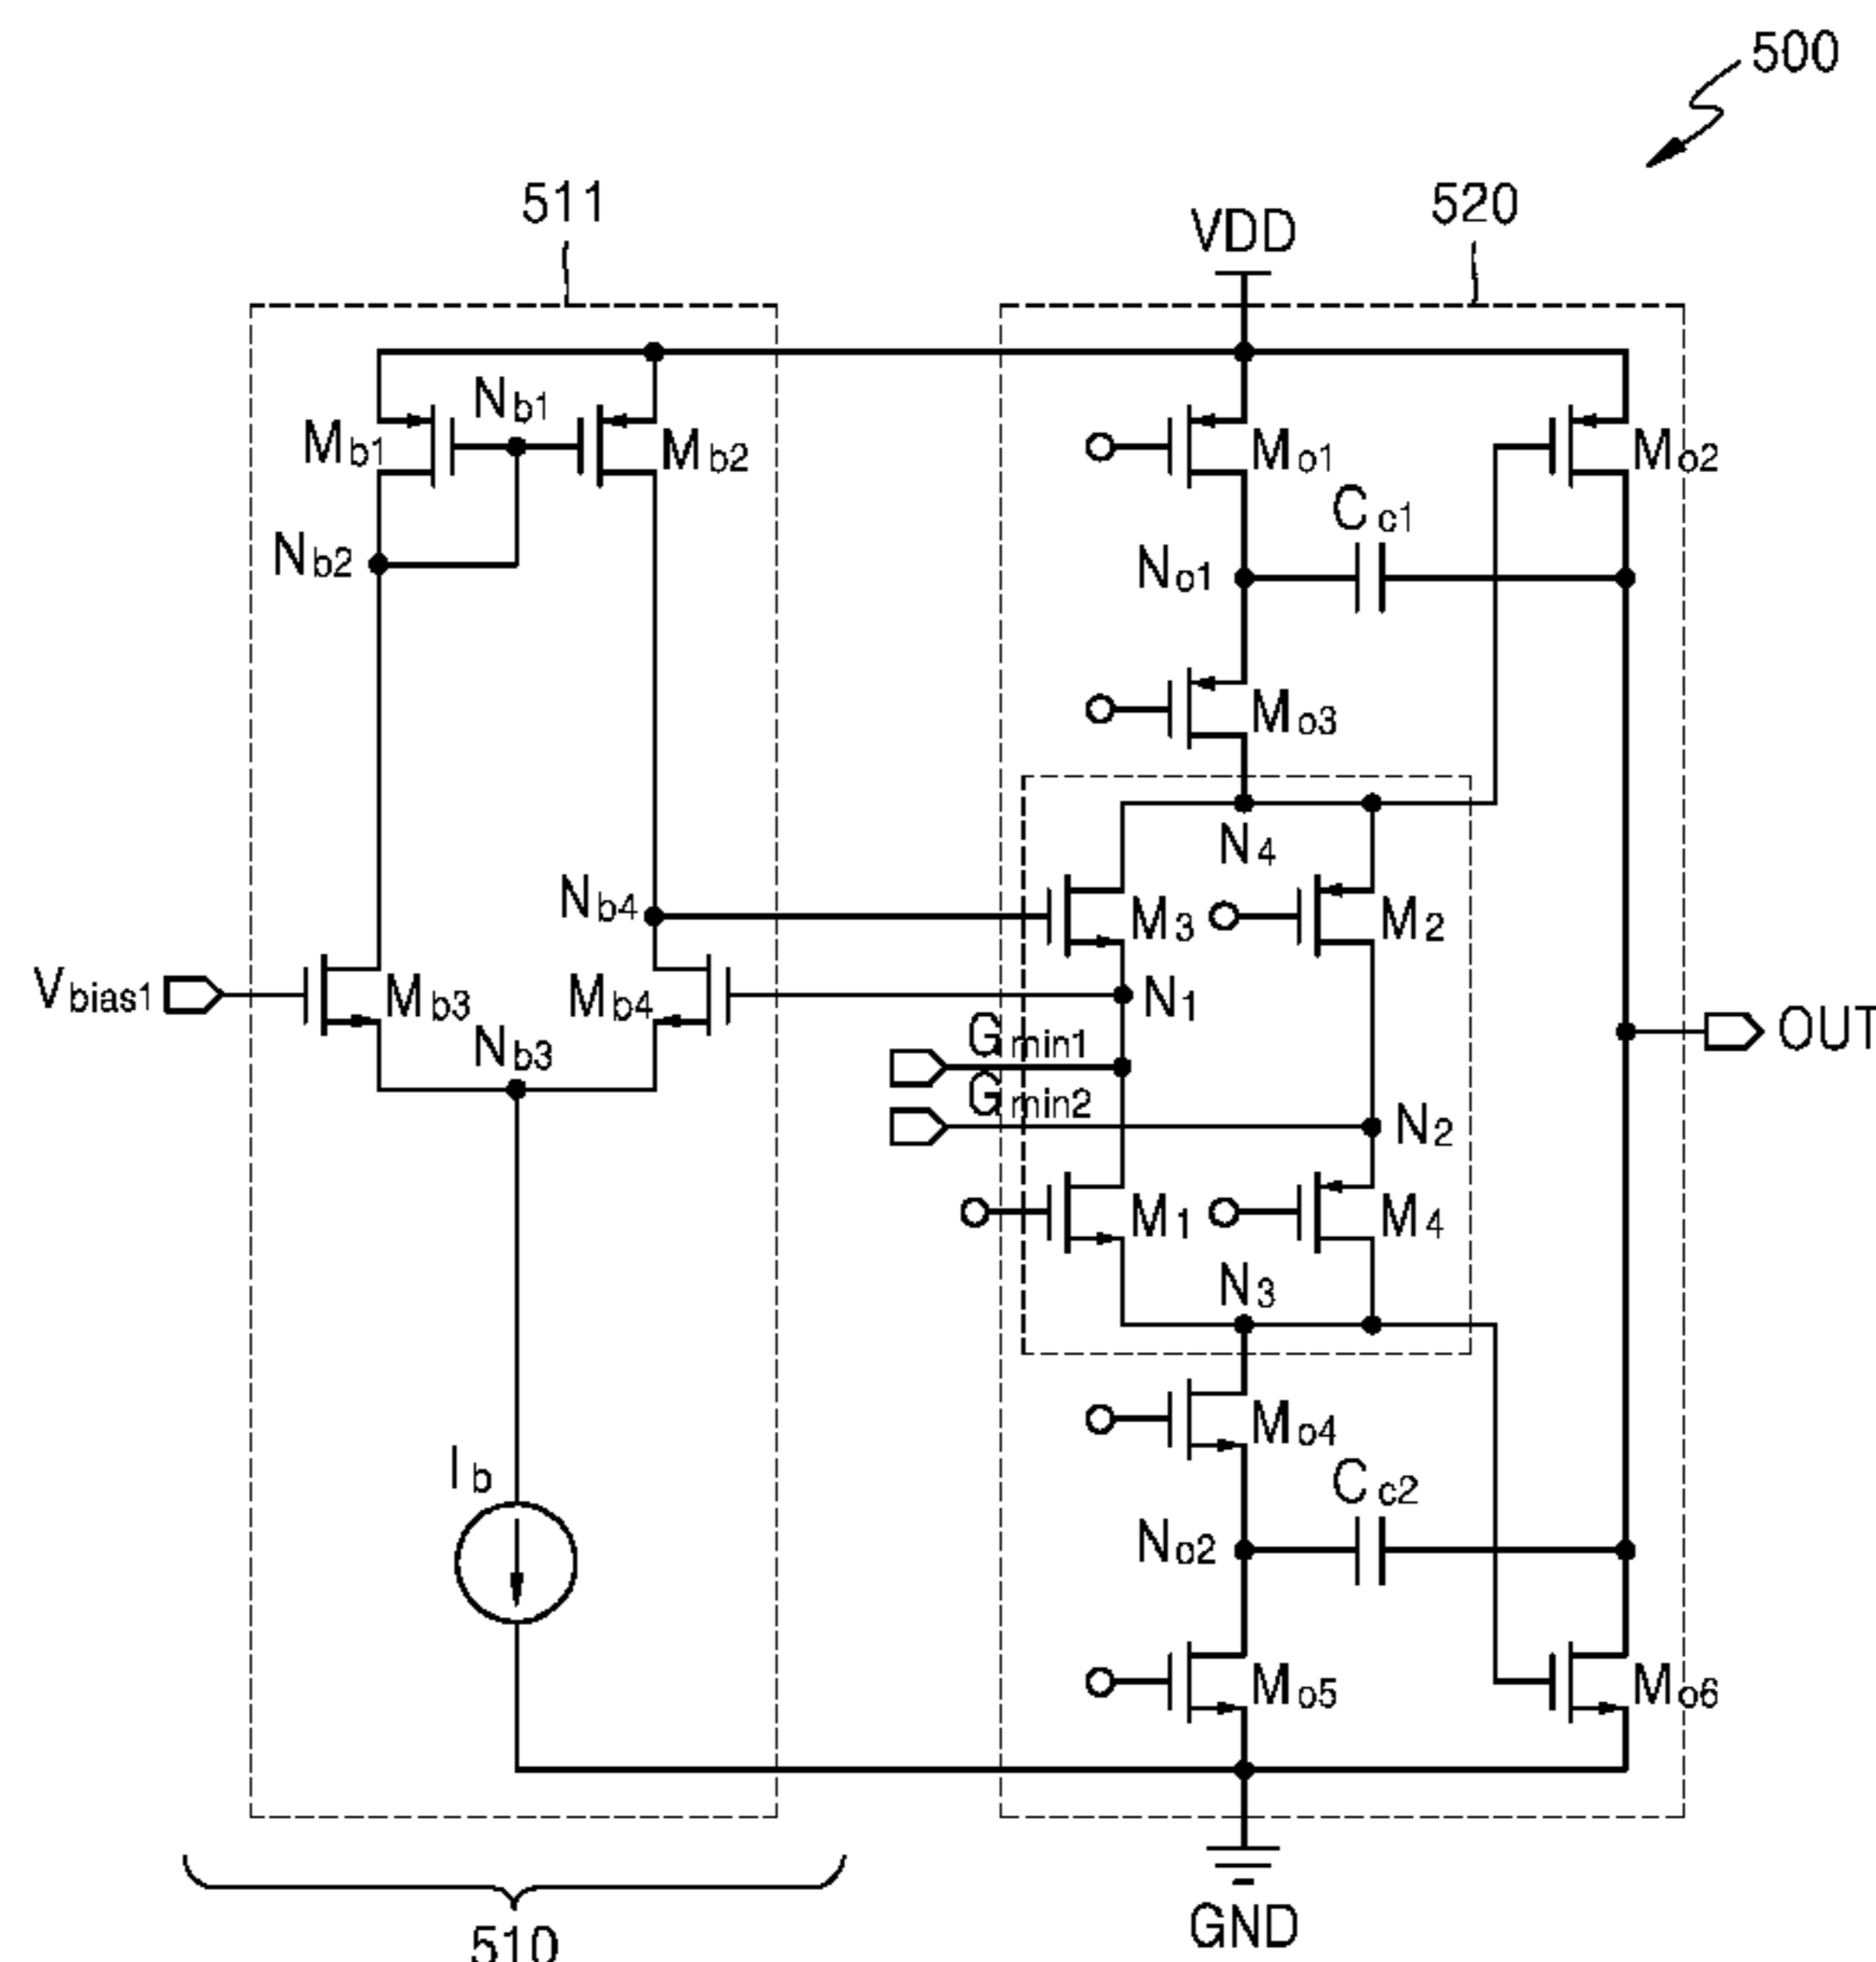 500
511
520
VDD
Nb1
Mb1
Mb2
Mo1
Mo2
Cc1
Nb2
No1
Mo3
N4
Nb4
M3
M2
Vbias1
Mb3
Mb4
N1
Gmin1
OUT
Nb3
Gmin2
N2
M1
M4
N3
Mo4
Ib
Cc2
No2
Mo5
Mo6
GND
510